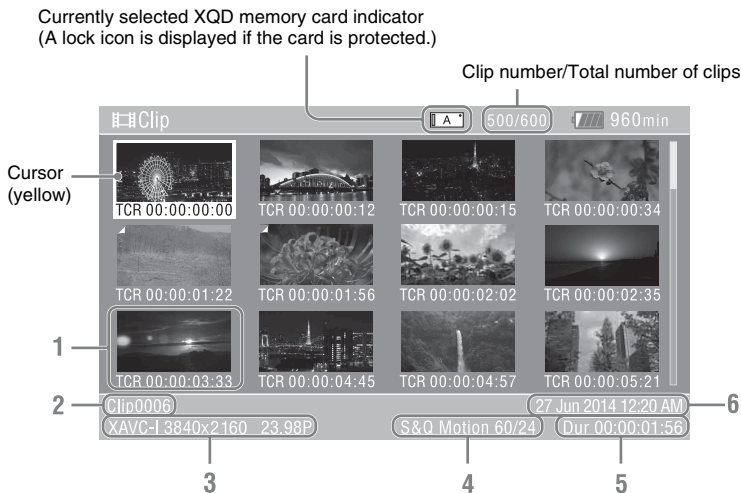 Currently selected XQD memory card indicator
(A lock icon is displayed if the card is protected.)
Clip number/Total number of clips
Clip
A
500/600
960min
Cursor
(yellow)
TCR 00:00:00:00
TCR 00:00:00:12
TCR 00:00:00:15
TCR 00:00:00:34
TCR 00:00:01:22
TCR 00:00:01:56
TCR 00:00:02:02
TCR 00:00:02:35
1
TCR 00:00:03:33
TCR 00:00:04:45
TCR 00:00:04:57
TCR 00:00:05:21
2
Clip0006
27 Jun 2014 12:20 AM
6
XAVC-I 3840x2160 23.98P
S&Q Motion 60/24
Dur 00:00:01:56
3
4
5